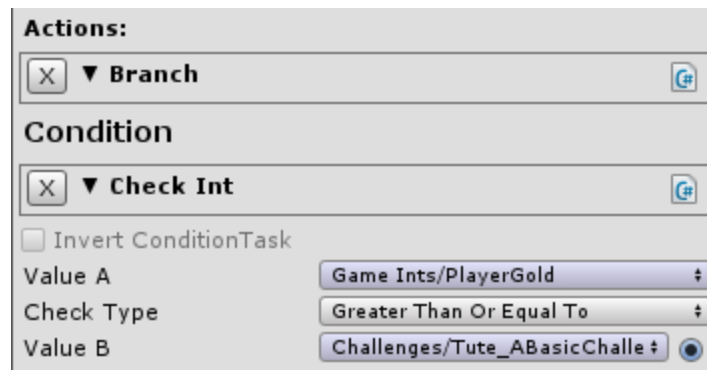 Actions:
X ▼ Branch C#
Condition
X ▼ Check Int C#
Invert ConditionTask
Value A Game Ints/PlayerGold
Check Type Greater Than Or Equal To
Value B Challenges/Tute_ABasicChalle